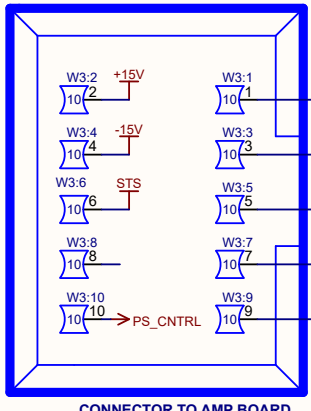 W3:2 +15V W3:1
10 2 10 1
W3:4 -15V W3:3
10 4 10 3
W3:6 STS W3:5
10 6 10 5
W3:8 W3:7
10 8 10 7
W3:10 W3:9
10 10 PS_CNTRL 10 9
CONNECTOR TO AMP BOARD